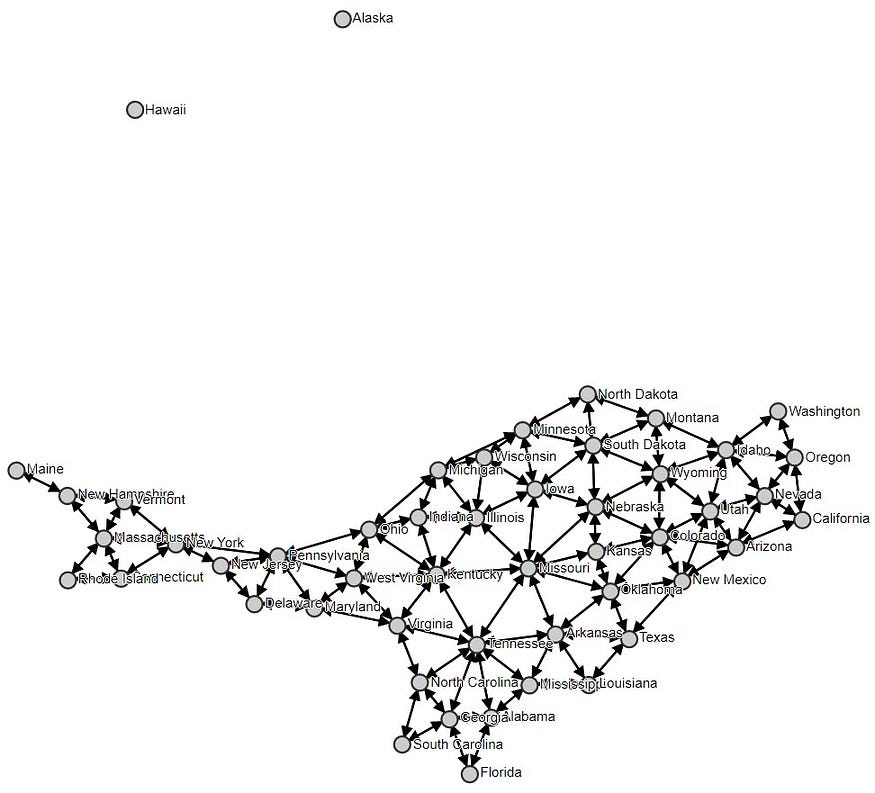 Alaska
Hawaii
North Dakota
Washington
Montana
Minnesota
South Dakota
Idaho
Oregon
Wisconsin
Maine
Michigan
Wyoming
Iowa
New Hampshire
Vermont
Nevada
Nebraska
Utah
Indiana
Illinois
California
Ohio
Massachusetts
New York
Colorado
Arizona
Kansas
Pennsylvania
New Jersey
Missouri
Kentucky
West Virginia
Rhode Island
Connecticut
New Mexico
Oklahoma
Delaware
Maryland
Virginia
Arkansas
Texas
Tennessee
North Carolina
Mississippi
Louisiana
Georgia
Alabama
South Carolina
Florida